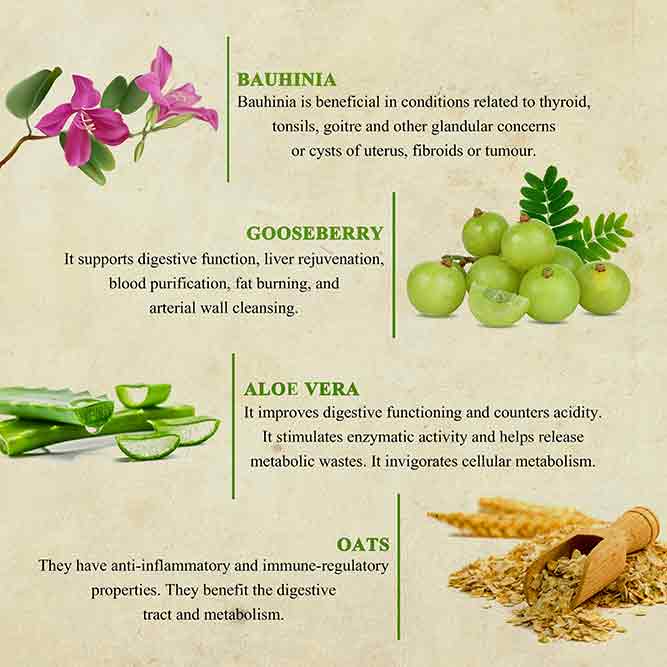 BAUHINIA
Bauhinia is beneficial in conditions related to thyroid,
tonsils, goitre and other glandular concerns
or cysts of uterus, fibroids or tumour.
GOOSEBERRY
It supports digestive function, liver rejuvenation,
blood purification, fat burning, and
arterial wall cleansing.
ALOE VERA
It improves digestive functioning and counters acidity.
It stimulates enzymatic activity and helps release
metabolic wastes. It invigorates cellular metabolism.
OATS
They have anti-inflammatory and immune-regulatory
properties. They benefit the digestive
tract and metabolism.